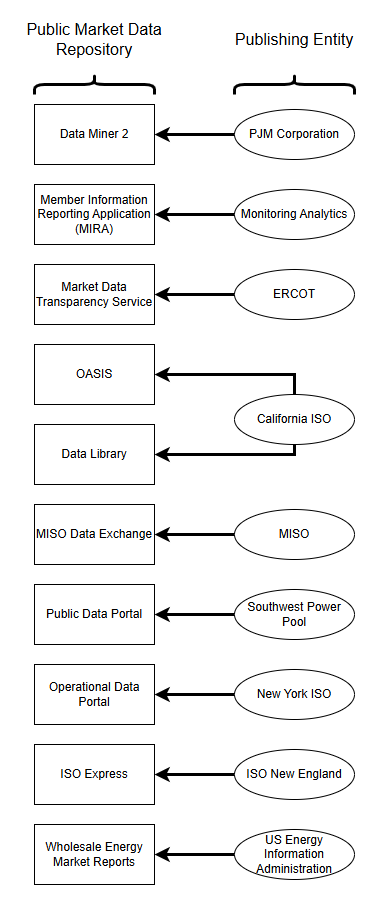 Public Market Data
Repository
Publishing Entity
Data Miner 2
PJM Corporation
Member Information
Reporting Application
(MIRA)
Monitoring Analytics
Market Data
Transparency Service
ERCOT
OASIS
California ISO
Data Library
MISO Data Exchange
MISO
Public Data Portal
Southwest Power
Pool
Operational Data
Portal
New York ISO
ISO Express
ISO New England
Wholesale Energy
Market Reports
US Energy
Information
Administration